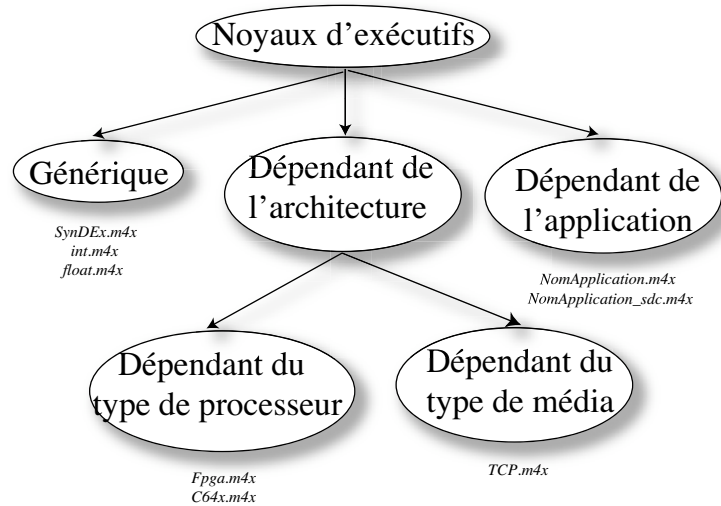 Noyaux d'exécutifs
Générique
SynDEx.m4x
int.m4x
float.m4x
Dépendant de
l'architecture
Dépendant de
l'application
NomApplication.m4x
NomApplication_sdc.m4x
Dépendant du
type de processeur
Fpga.m4x
C64x.m4x
Dépendant du
type de média
TCP.m4x